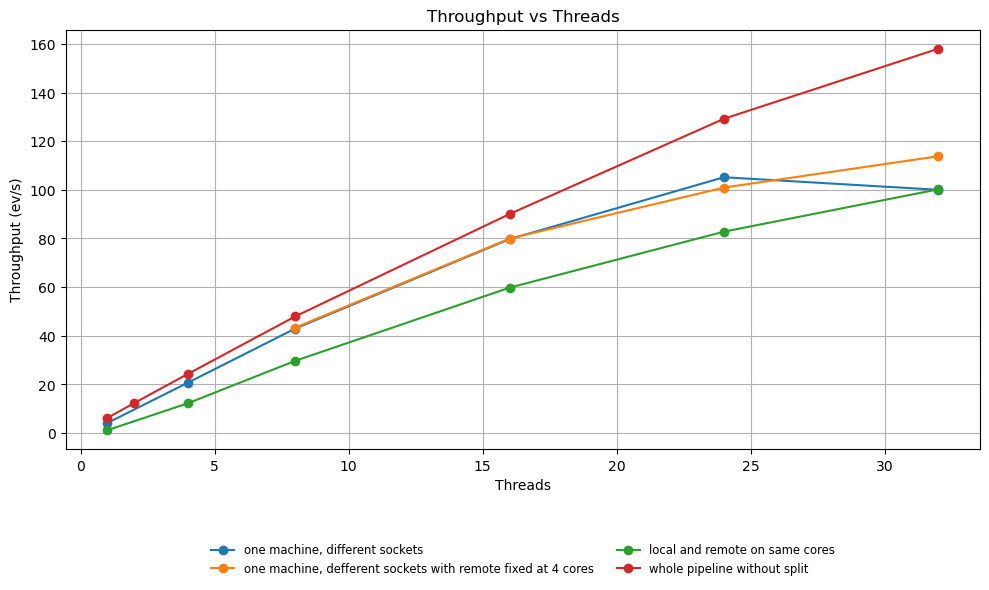 Throughput vs Threads
160
140
120
100
80
60
40
20
0
Throughput (ev/s)
0 5 10 15 20 25 30
Threads
one machine, different sockets
one machine, defferent sockets with remote fixed at 4 cores
local and remote on same cores
whole pipeline without split